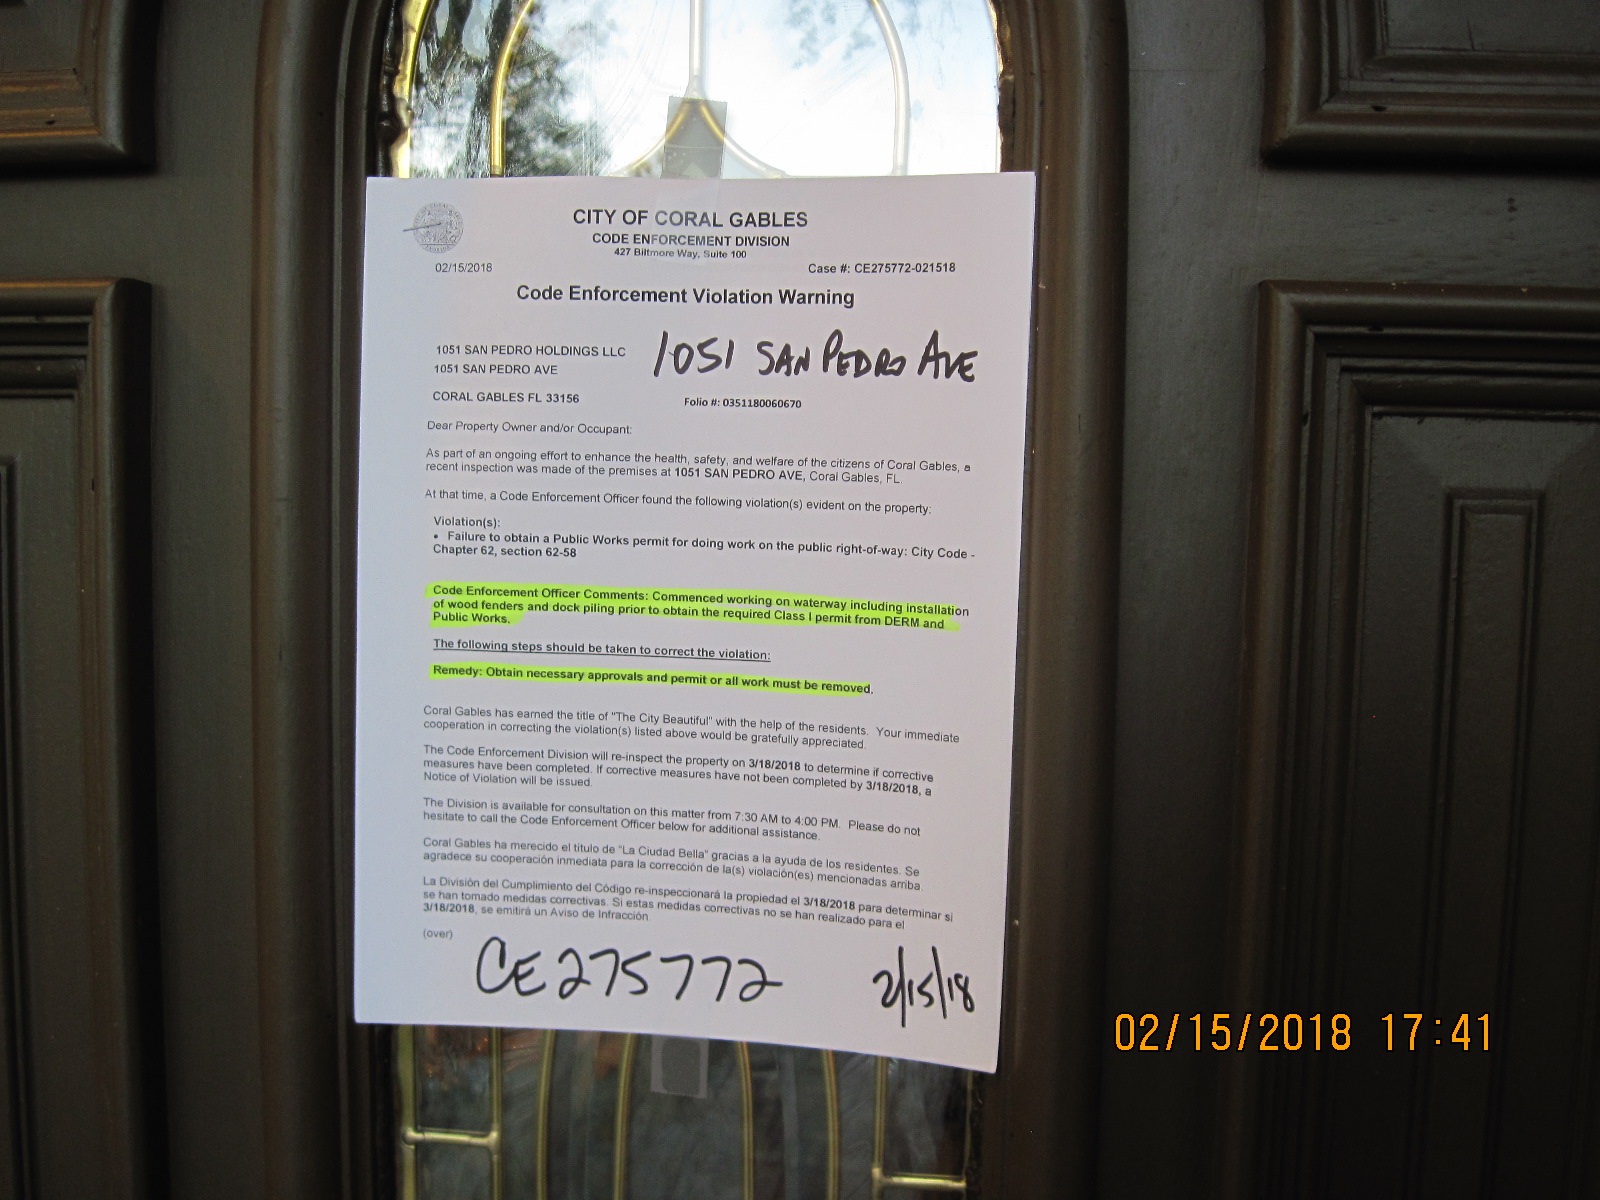 CITY OF CORAL GABLES
CODE ENFORCEMENT DIVISION
427 Biltmore Way, Suite 100
02/15/2018 Case #: CE275772-021518
Code Enforcement Violation Warning
1051 SAN PEDRO HOLDINGS LLC
1051 SAN PEDRO AVE
1051 SAN PEDRO AVE
CORAL GABLES FL 33156
Folio #: 0351180060670
Dear Property Owner and/or Occupant:
As part of an ongoing effort to enhance the health, safety, and welfare of the citizens of Coral Gables, a
recent inspection was made of the premises at 1051 SAN PEDRO AVE, Coral Gables, FL.
At that time, a Code Enforcement Officer found the following violation(s) evident on the property:
Violation(s):
• Failure to obtain a Public Works permit for doing work on the public right-of-way: City Code -
Chapter 62, section 62-58
Code Enforcement Officer Comments: Commenced working on waterway including installation
of wood fenders and dock piling prior to obtain the required Class I permit from DERM and
Public Works.
The following steps should be taken to correct the violation:
Remedy: Obtain necessary approvals and permit or all work must be removed.
Coral Gables has earned the title of "The City Beautiful" with the help of the residents. Your immediate
cooperation in correcting the violation(s) listed above would be gratefully appreciated.
The Code Enforcement Division will re-inspect the property on 3/18/2018 to determine if corrective
measures have been completed. If corrective measures have not been completed by 3/18/2018, a
Notice of Violation will be issued.
The Division is available for consultation on this matter from 7:30 AM to 4:00 PM. Please do not
hesitate to call the Code Enforcement Officer below for additional assistance.
Coral Gables ha merecido el título de "La Ciudad Bella" gracias a la ayuda de los residentes. Se
agradece su cooperación inmediata para la corrección de la(s) violación(es) mencionadas arriba.
La División del Cumplimiento del Código re-inspeccionará la propiedad el 3/18/2018 para determinar si
se han tomado medidas correctivas. Si estas medidas correctivas no se han realizado para el
3/18/2018, se emitirá un Aviso de Infracción.
(over)
CE275772 2/15/18
02/15/2018 17:41